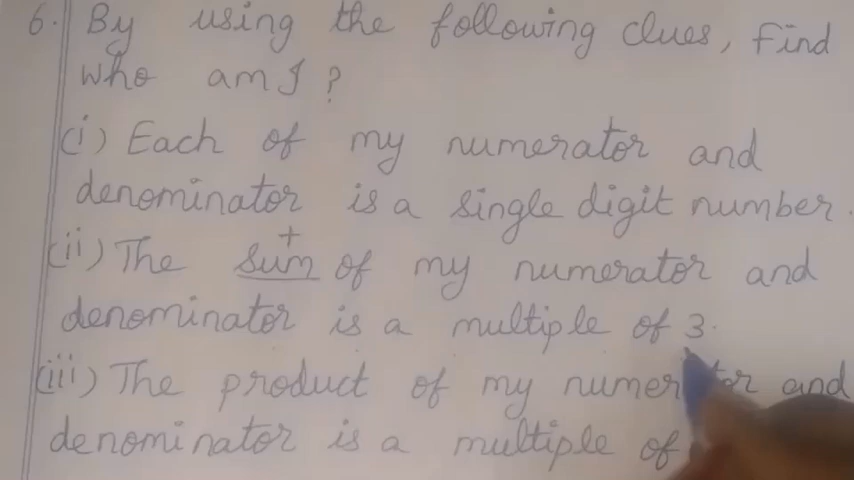 6. By using the following clues, Find
who am I ?
(i) Each of my numerator and
denominator is a single digit number.
+
(ii) The sum of my numerator and
denominator is a multiple of 3.
(iii) The product of my numerator and
denominator is a multiple of